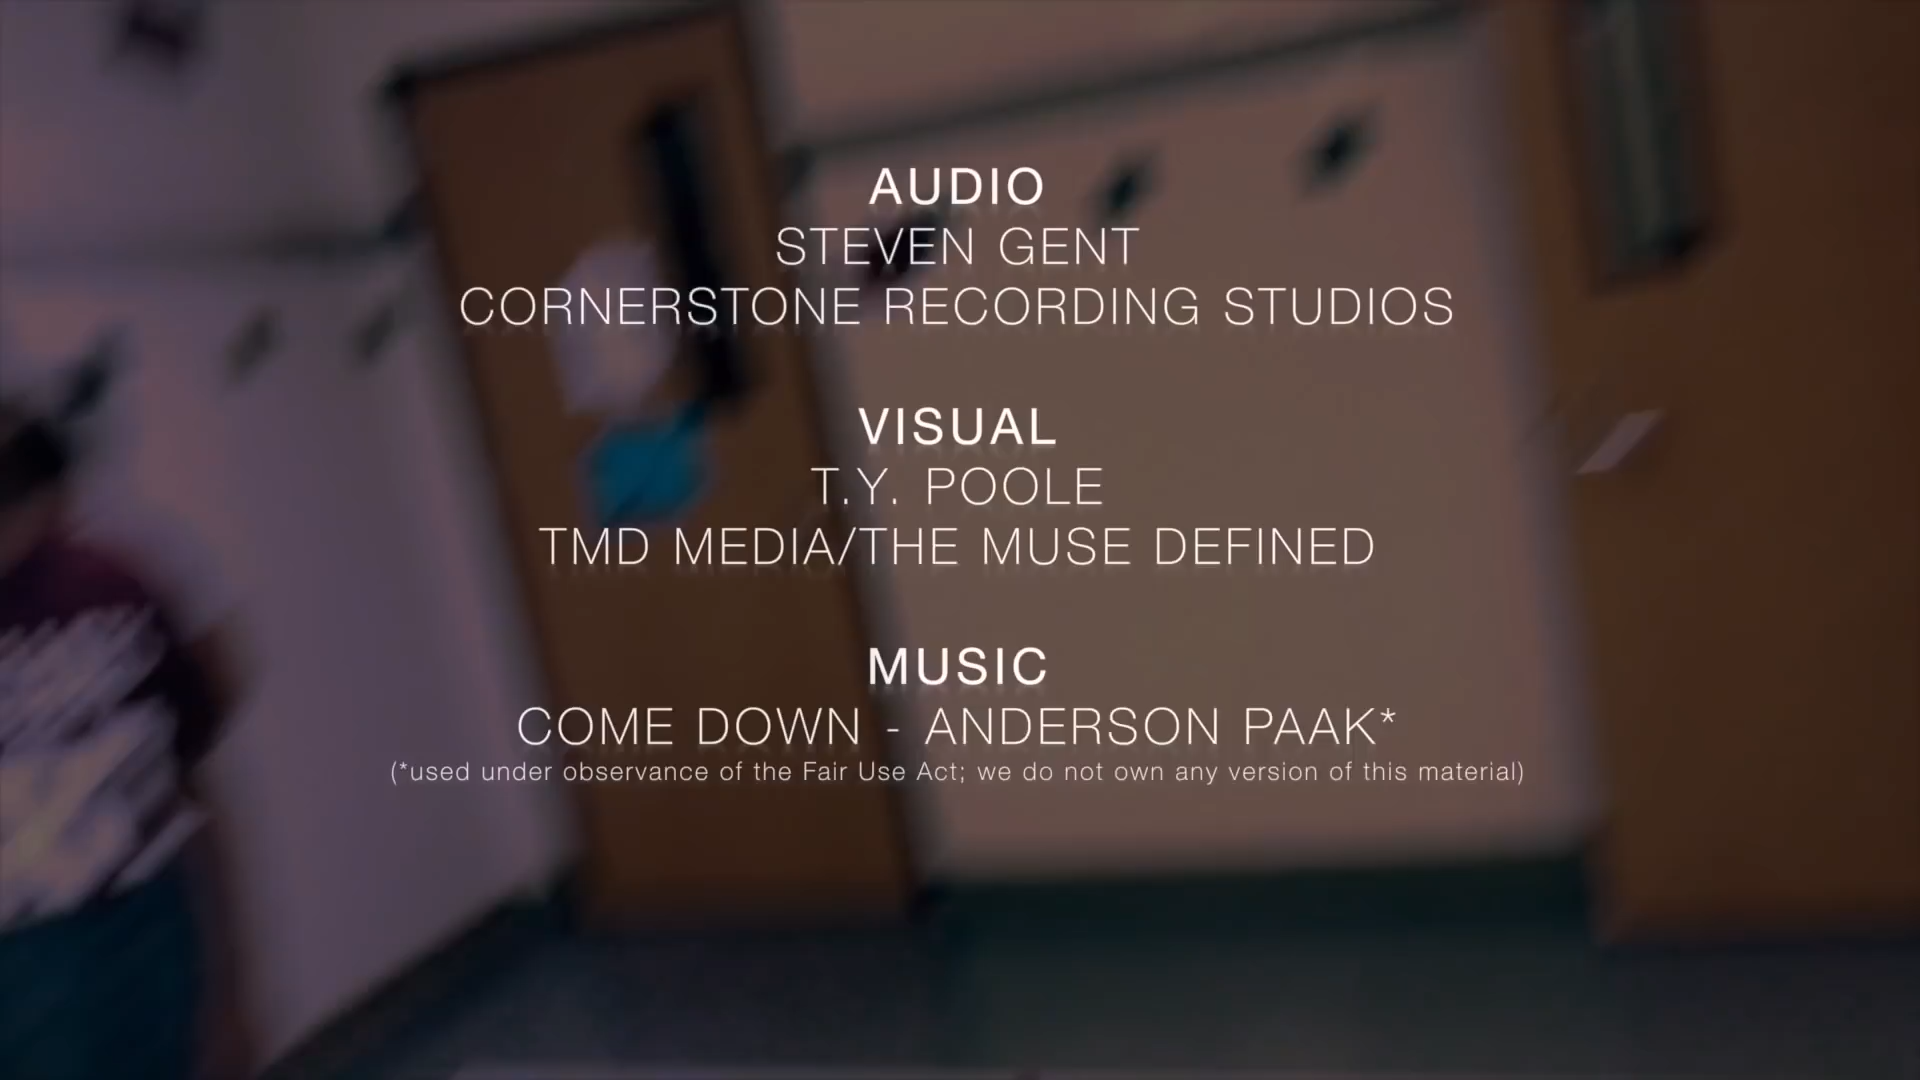 AUDIO
STEVEN GENT
CORNERSTONE RECORDING STUDIOS
VISUAL
T.Y. POOLE
TMD MEDIA/THE MUSE DEFINED
MUSIC
COME DOWN - ANDERSON PAAK*
(*used under observance of the Fair Use Act; we do not own any version of this material)